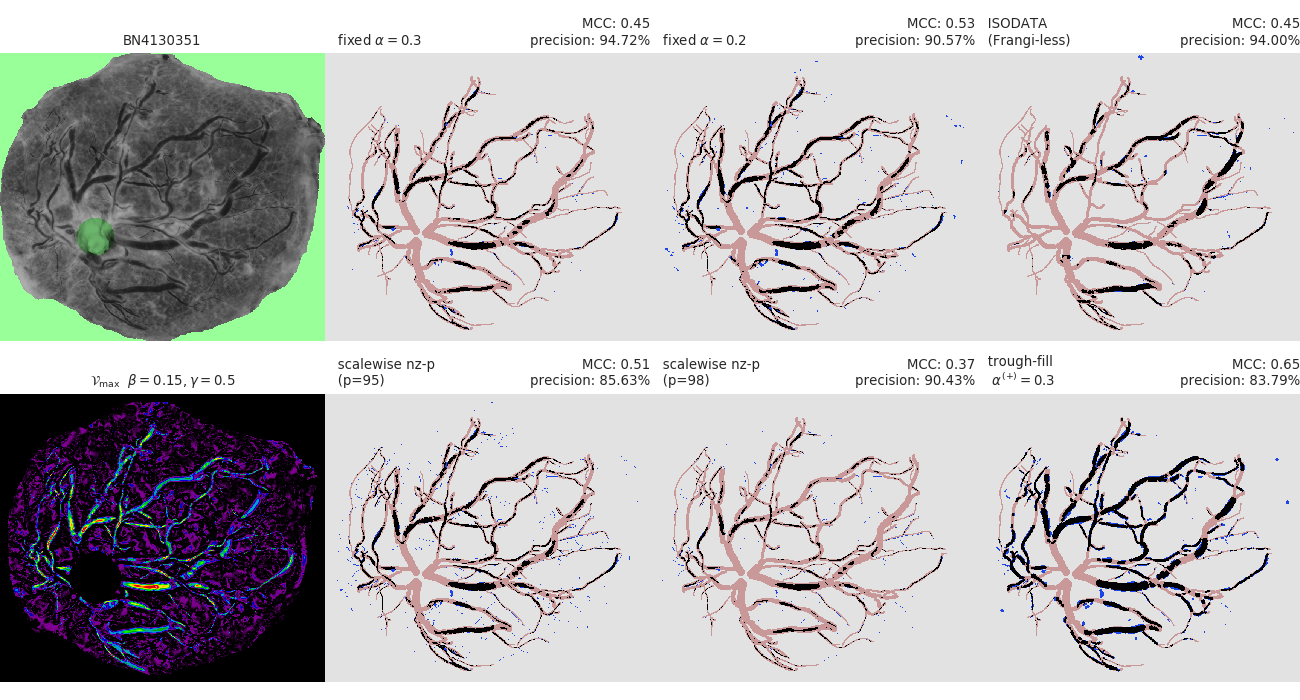 BN4130351
fixed α = 0.3
MCC: 0.45
precision: 94.72%
fixed α = 0.2
MCC: 0.53
precision: 90.57%
ISODATA
(Frangi-less)
MCC: 0.45
precision: 94.00%
𝒱max β = 0.15, γ = 0.5
scalewise nz-p
(p=95)
MCC: 0.51
precision: 85.63%
scalewise nz-p
(p=98)
MCC: 0.37
precision: 90.43%
trough-fill
α(+) = 0.3
MCC: 0.65
precision: 83.79%